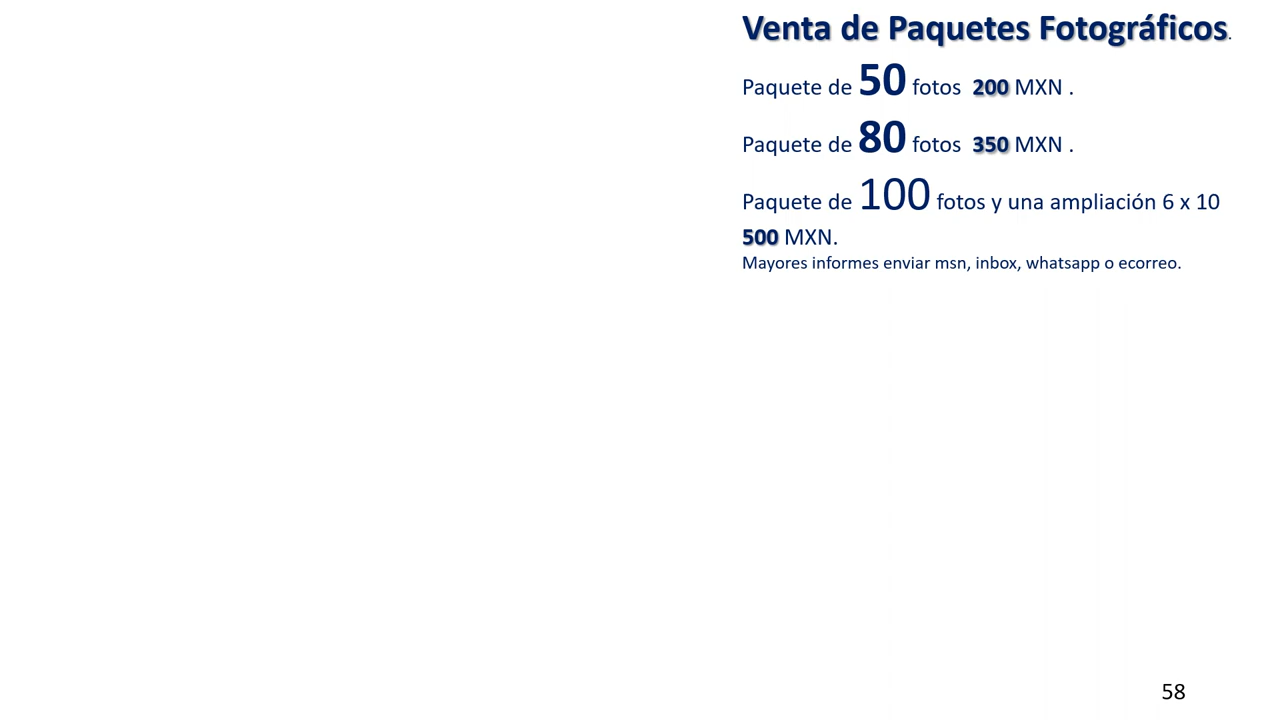 Venta de Paquetes Fotográficos.
Paquete de 50 fotos 200 MXN .
Paquete de 80 fotos 350 MXN .
Paquete de 100 fotos y una ampliación 6 x 10
500 MXN.
Mayores informes enviar msn, inbox, whatsapp o ecorreo.
58